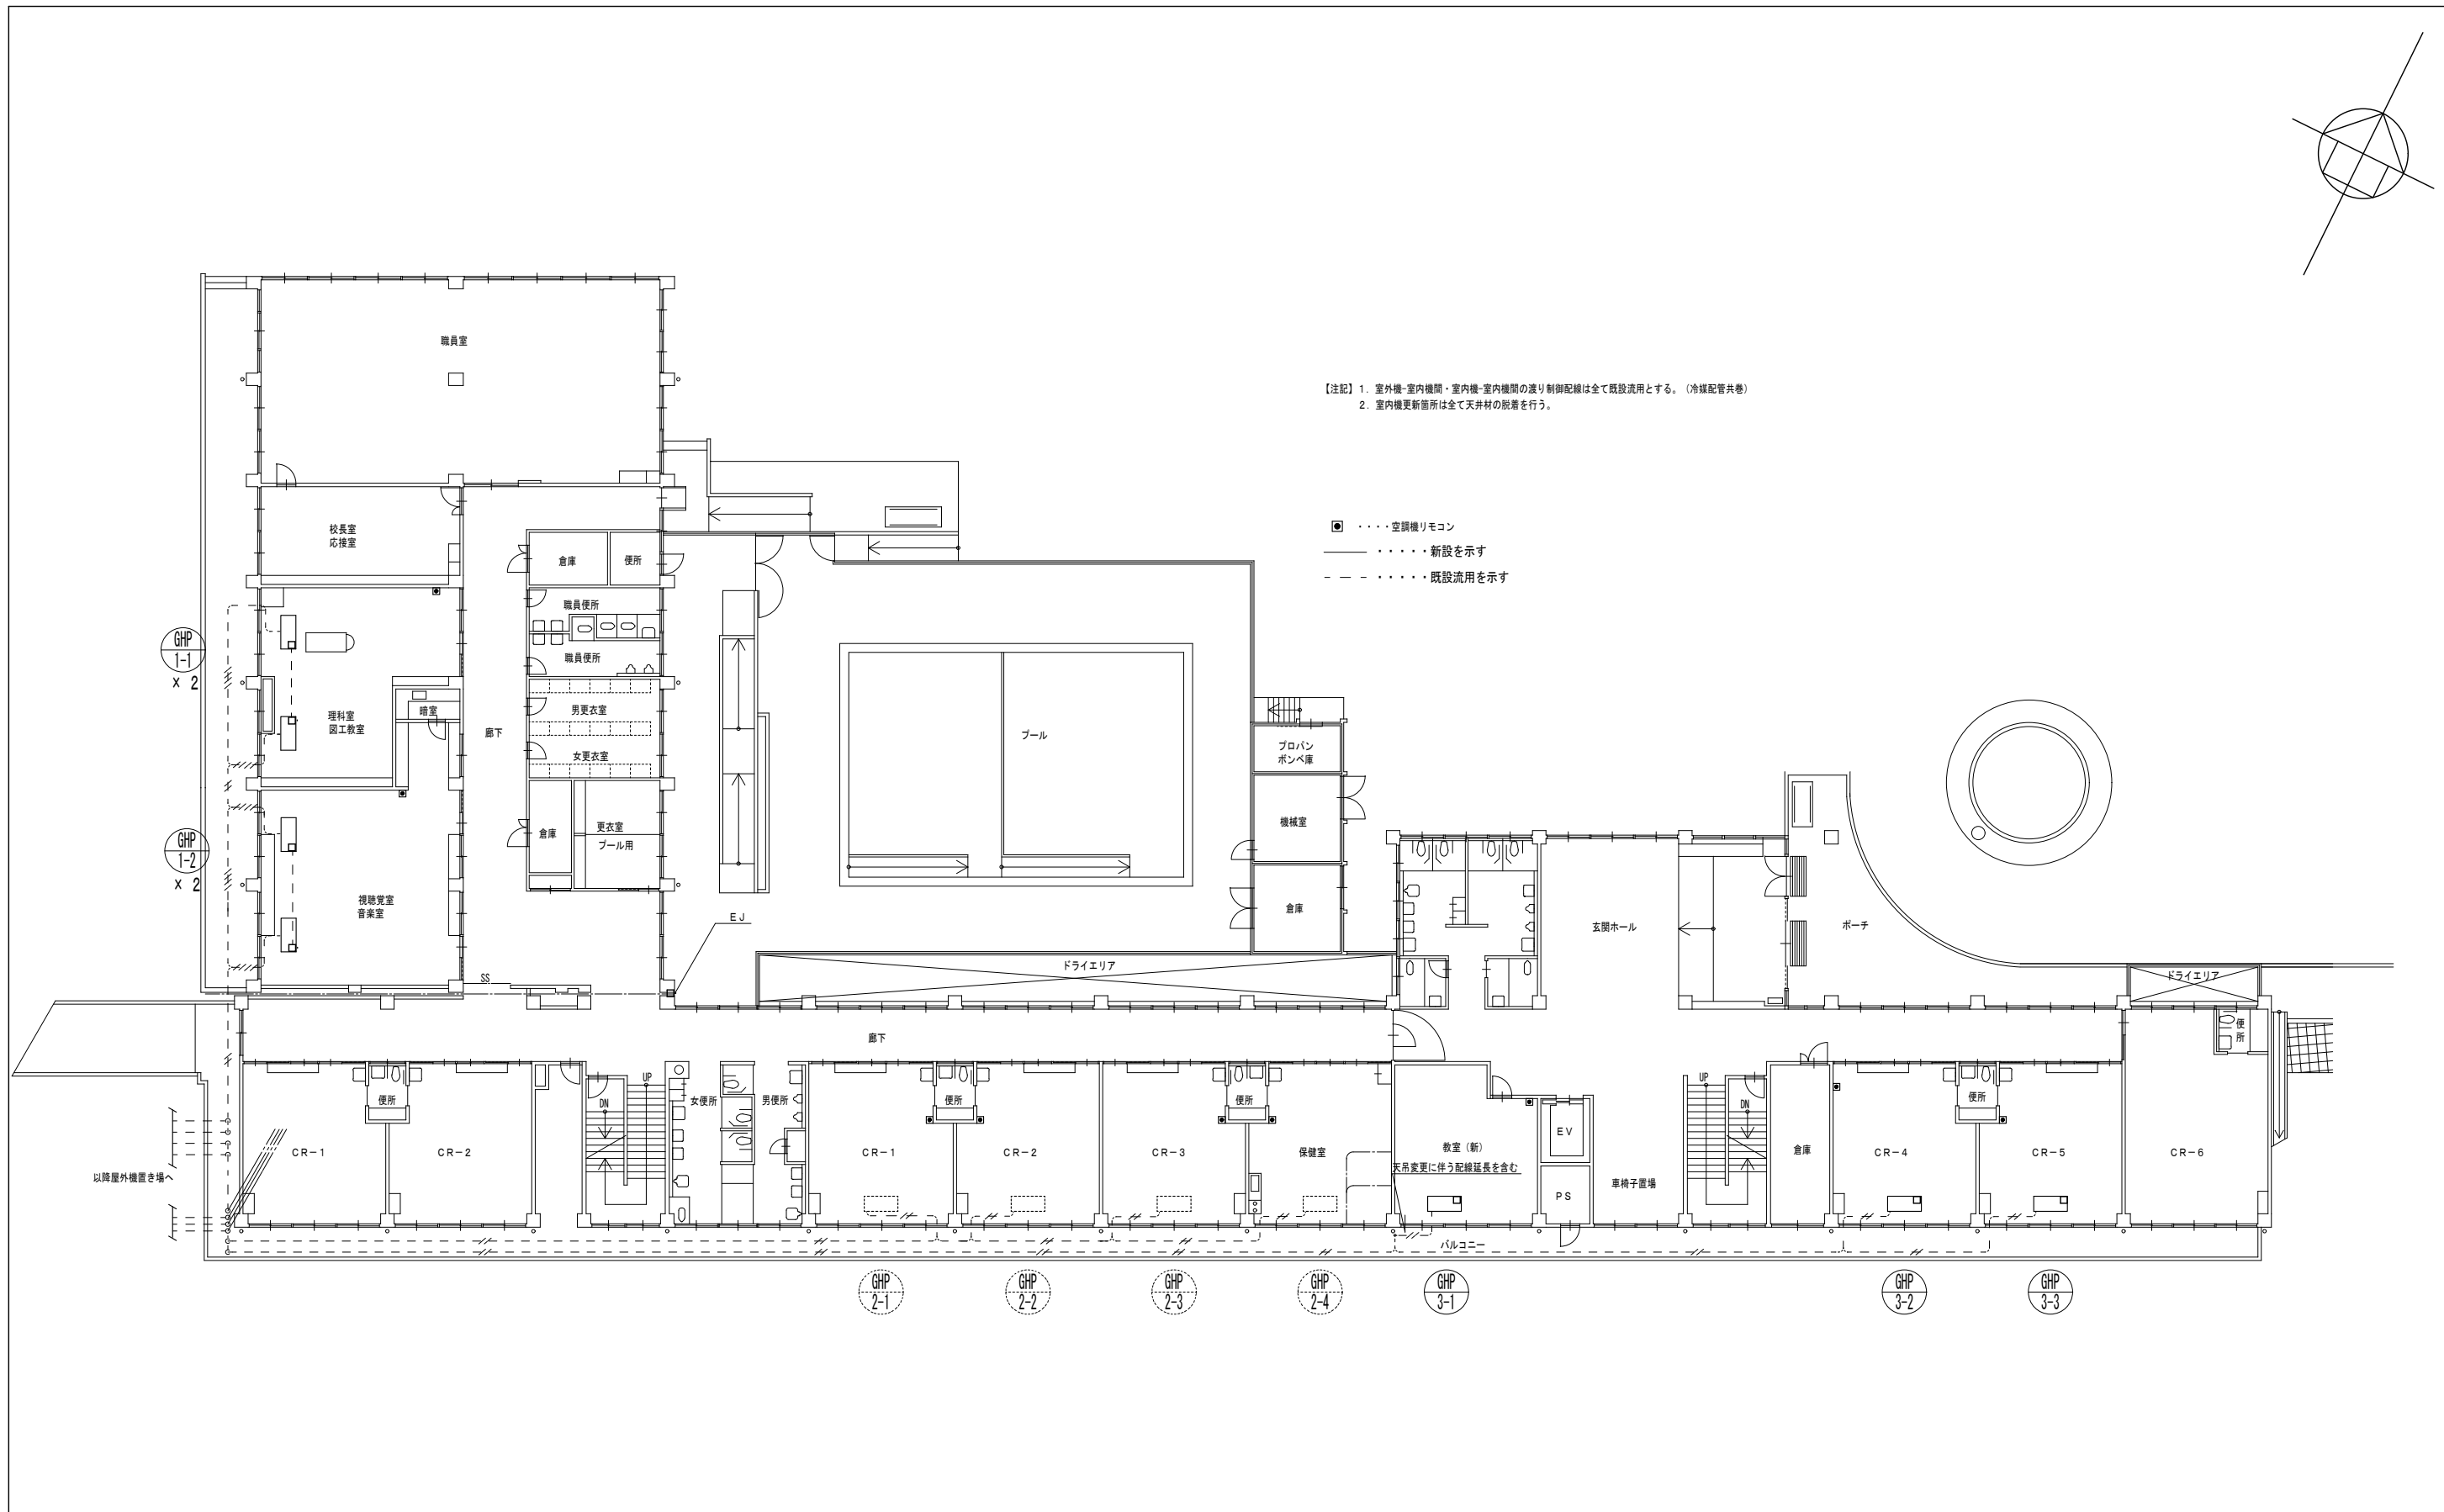 職員室
【注記】１．室外機-室内機間・室内機-室内機間の渡り制御配線は全て既設流用とする。（冷媒配管共巻）
２．室内機更新箇所は全て天井材の脱着を行う。
・・・・空調機リモコン
・・・・・新設を示す
・・・・・既設流用を示す
校長室
応接室
倉庫
便所
職員便所
職員便所
GHP
1-1
× 2
理科室
図工教室
暗室
廊下
男更衣室
女更衣室
プール
プロパン
ボンベ庫
機械室
倉庫
更衣室
プール用
GHP
1-2
× 2
視聴覚室
音楽室
倉庫
EJ
玄関ホール
ポーチ
ドライエリア
ドライエリア
SS
廊下
便所
便所
DN
UP
女便所
男便所
便所
便所
UP
DN
便所
CR-1
CR-2
CR-1
CR-2
CR-3
保健室
教室（新）
EV
倉庫
CR-4
CR-5
CR-6
以降屋外機置き場へ
天吊変更に伴う配線延長を含む
PS
車椅子置場
バルコニー
GHP
2-1
GHP
2-2
GHP
2-3
GHP
2-4
GHP
3-1
GHP
3-2
GHP
3-3